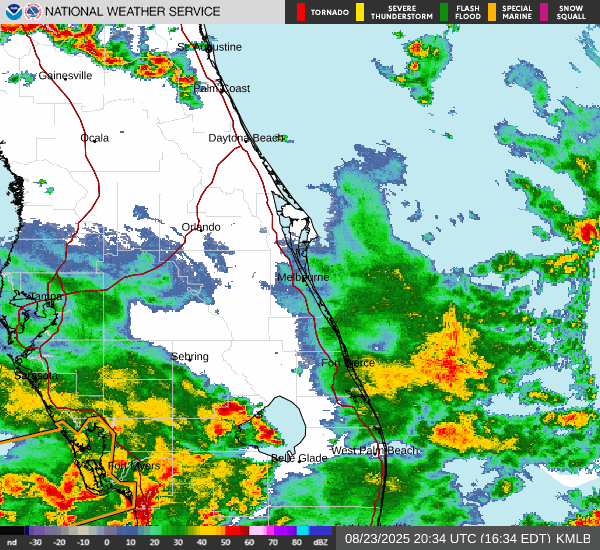 NATIONAL WEATHER SERVICE
TORNADO
SEVERE THUNDERSTORM
FLASH FLOOD
SPECIAL MARINE
SNOW SQUALL
St Augustine
Gainesville
Palm Coast
Ocala
Daytona Beach
Orlando
Melbourne
Tampa
Sebring
Fort Pierce
Sarasota
West Palm Beach
Belle Glade
Fort Myers
nd -30 -20 -10 0 10 20 30 40 50 60 70 80 dBZ
08/23/2025 20:34 UTC (16:34 EDT) KMLB